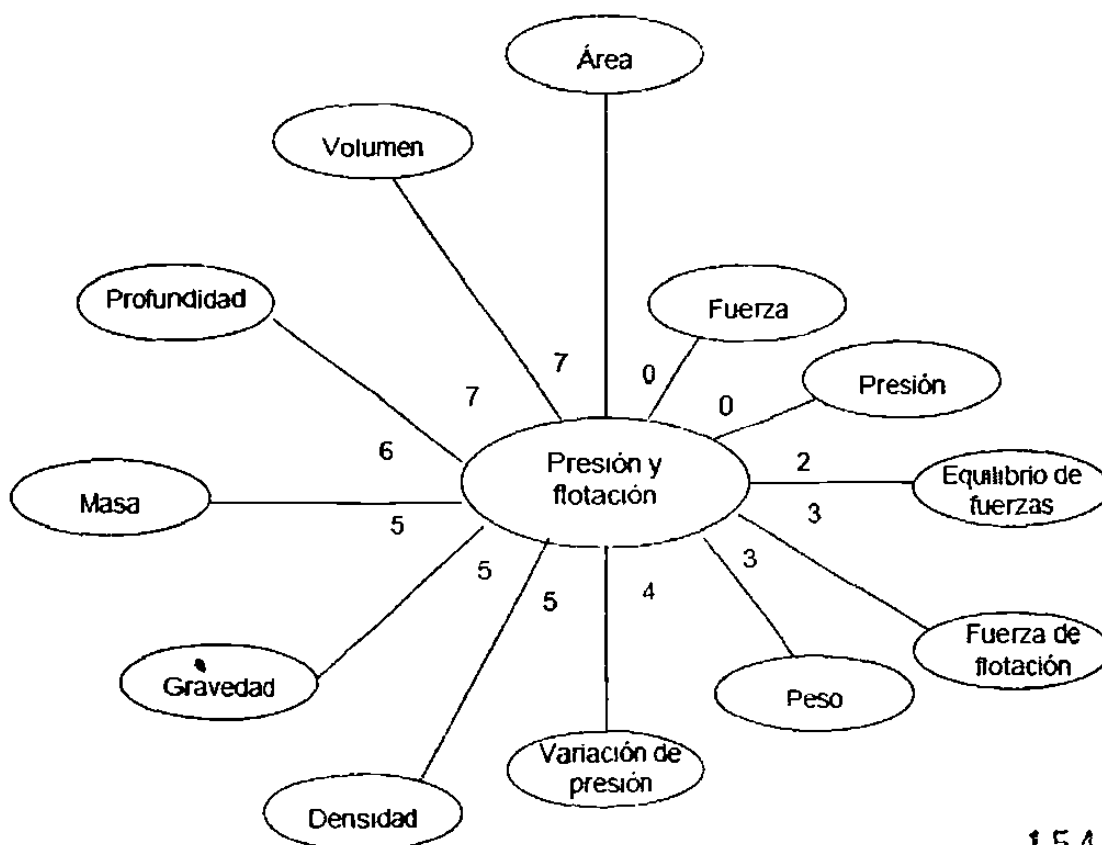 Área
Volumen
Profundidad
Fuerza
Presión
7
0
7
0
6
Presión y
flotación
2
Equilibrio de
fuerzas
Masa
5
3
5
5
4
3
Fuerza de
flotación
Gravedad
Peso
Variación de
presión
Densidad
154